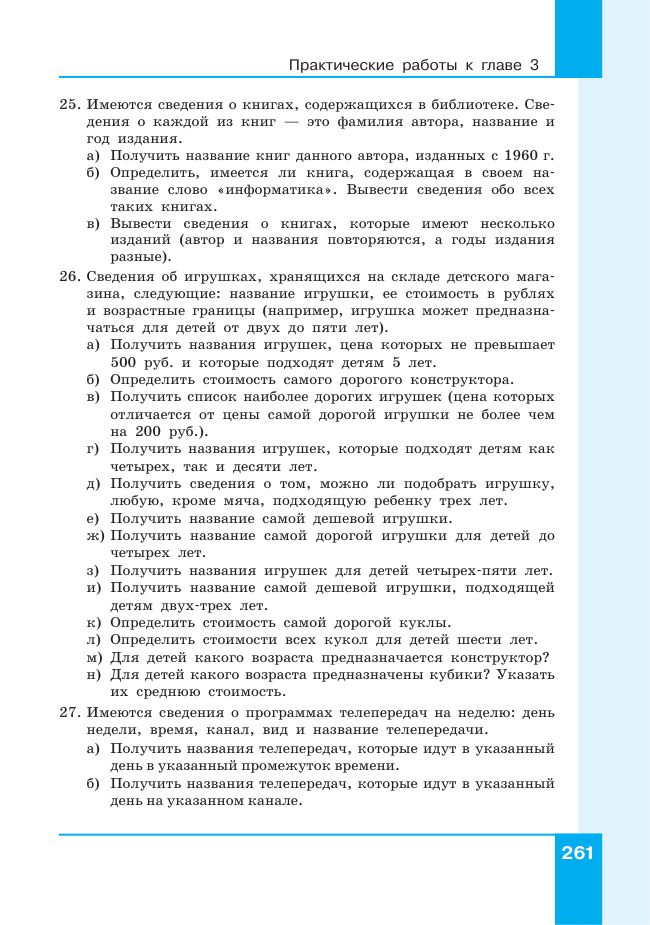 Практические работы к главе 3
25. Имеются сведения о книгах, содержащихся в библиотеке. Све-
дения о каждой из книг — это фамилия автора, название и
год издания.
а) Получить название книг данного автора, изданных с 1960 г.
б) Определить, имеется ли книга, содержащая в своем на-
звание слово «информатика». Вывести сведения обо всех
таких книгах.
в) Вывести сведения о книгах, которые имеют несколько
изданий (автор и названия повторяются, а годы издания
разные).
26. Сведения об игрушках, хранящихся на складе детского мага-
зина, следующие: название игрушки, ее стоимость в рублях
и возрастные границы (например, игрушка может предназна-
чаться для детей от двух до пяти лет).
а) Получить названия игрушек, цена которых не превышает
500 руб. и которые подходят детям 5 лет.
б) Определить стоимость самого дорогого конструктора.
в) Получить список наиболее дорогих игрушек (цена которых
отличается от цены самой дорогой игрушки не более чем
на 200 руб.).
г) Получить названия игрушек, которые подходят детям как
четырех, так и десяти лет.
д) Получить сведения о том, можно ли подобрать игрушку,
любую, кроме мяча, подходящую ребенку трех лет.
е) Получить название самой дешевой игрушки.
ж) Получить название самой дорогой игрушки для детей до
четырех лет.
з) Получить названия игрушек для детей четырех-пяти лет.
и) Получить название самой дешевой игрушки, подходящей
детям двух-трех лет.
к) Определить стоимость самой дорогой куклы.
л) Определить стоимости всех кукол для детей шести лет.
м) Для детей какого возраста предназначается конструктор?
н) Для детей какого возраста предназначены кубики? Указать
их среднюю стоимость.
27. Имеются сведения о программах телепередач на неделю: день
недели, время, канал, вид и название телепередачи.
а) Получить названия телепередач, которые идут в указанный
день в указанный промежуток времени.
б) Получить названия телепередач, которые идут в указанный
день на указанном канале.
261